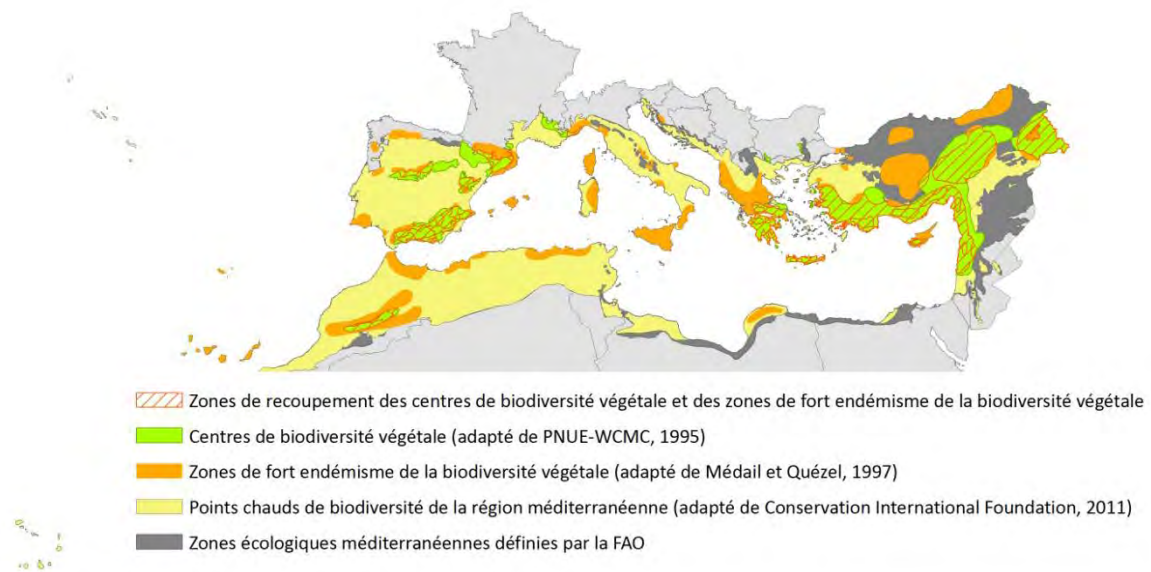 Zones de recoupement des centres de biodiversité végétale et des zones de fort endémisme de la biodiversité végétale
Centres de biodiversité végétale (adapté de PNUE-WCMC, 1995)
Zones de fort endémisme de la biodiversité végétale (adapté de Médail et Quézel, 1997)
Points chauds de biodiversité de la région méditerranéenne (adapté de Conservation International Foundation, 2011)
Zones écologiques méditerranéennes définies par la FAO